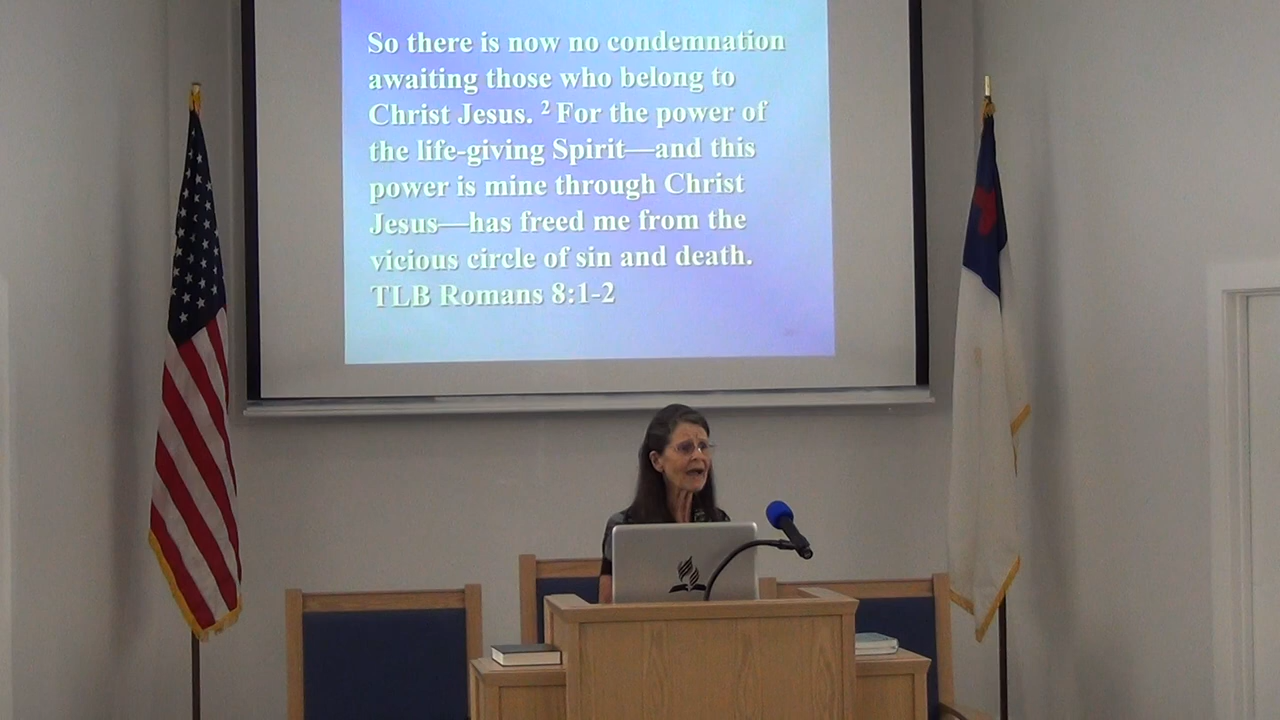 So there is now no condemnation
awaiting those who belong to
Christ Jesus. ² For the power of
the life-giving Spirit—and this
power is mine through Christ
Jesus—has freed me from the
vicious circle of sin and death.
TLB Romans 8:1-2